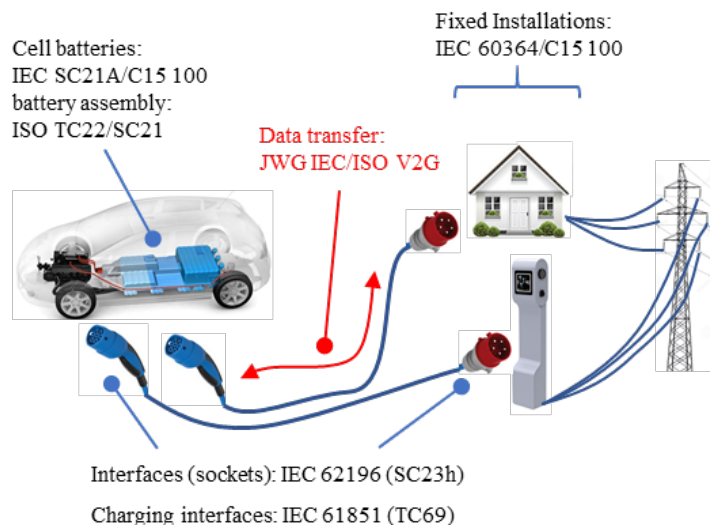 Cell batteries:
IEC SC21A/C15 100
battery assembly:
ISO TC22/SC21
Fixed Installations:
IEC 60364/C15 100
Data transfer:
JWG IEC/ISO V2G
Interfaces (sockets): IEC 62196 (SC23h)
Charging interfaces: IEC 61851 (TC69)